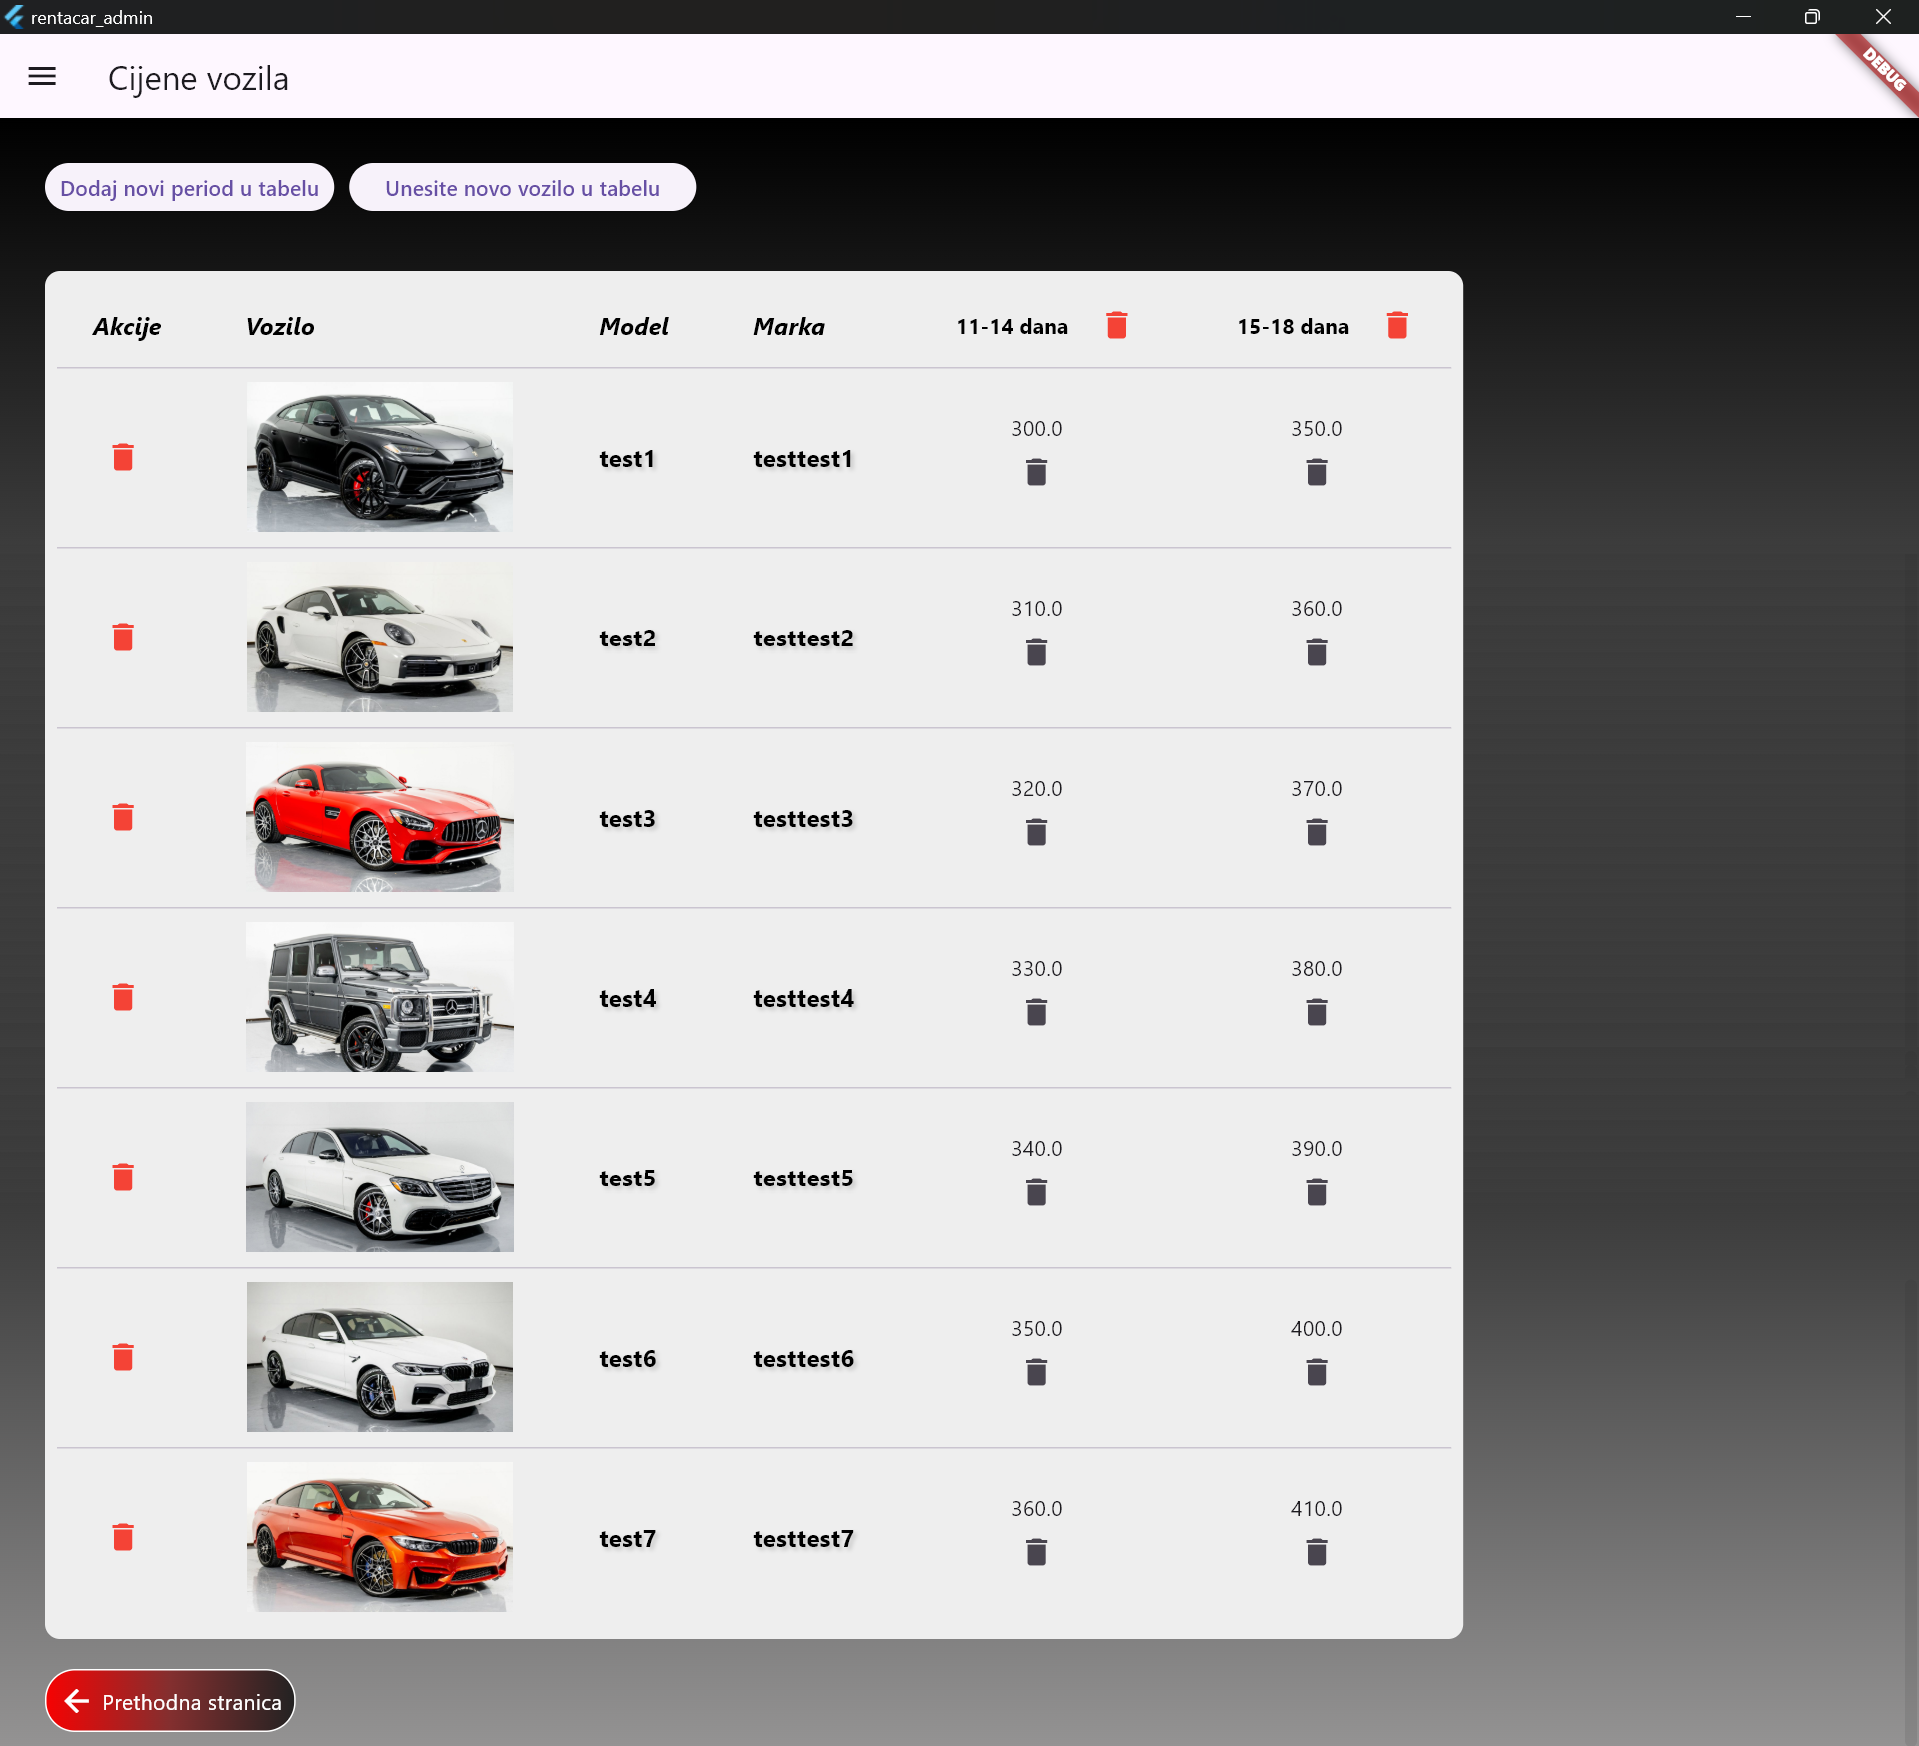 rentacar_admin
Cijene vozila
DEBUG
Dodaj novi period u tabelu
Unesite novo vozilo u tabelu
Akcije Vozilo Model Marka 11-14 dana 15-18 dana
300.0 350.0
test1 testtest1
310.0 360.0
test2 testtest2
320.0 370.0
test3 testtest3
330.0 380.0
test4 testtest4
340.0 390.0
test5 testtest5
350.0 400.0
test6 testtest6
360.0 410.0
test7 testtest7
Prethodna stranica